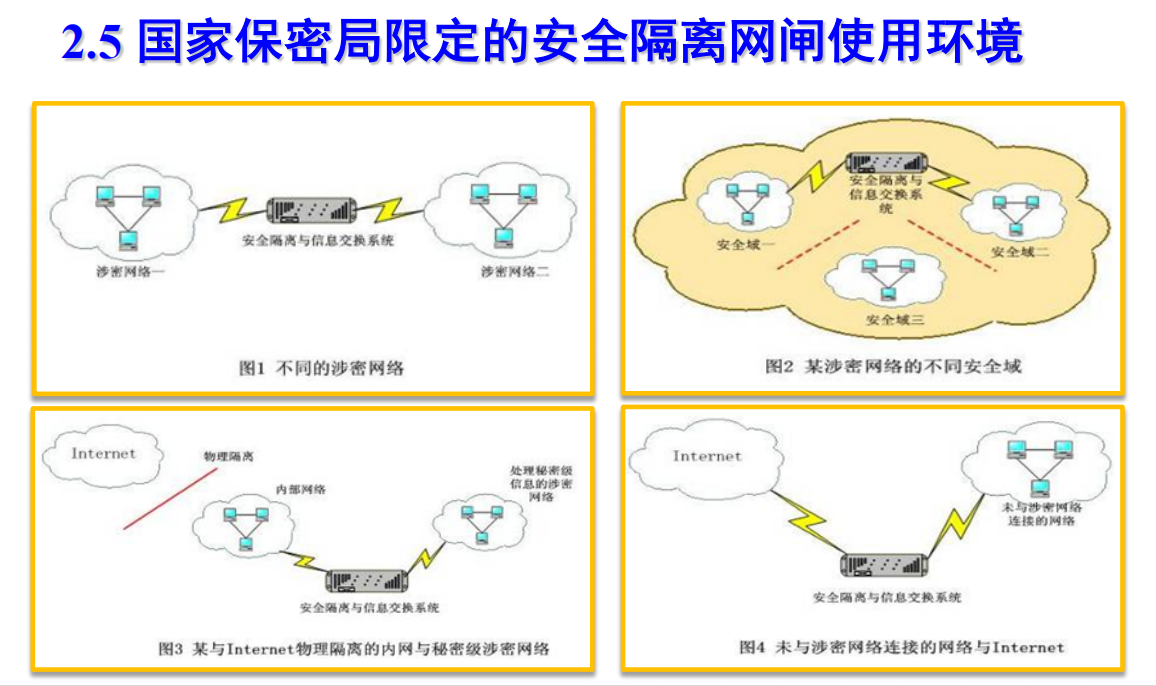 2.5 国家保密局限定的安全隔离网闸使用环境
安全隔离与信息交换系统
涉密网络一
涉密网络二
图1 不同的涉密网络
安全隔离与
信息交换系
统
安全域一
安全域二
安全域三
图2 某涉密网络的不同安全域
Internet
物理隔离
内部网络
处理秘密级
信息的涉密
网络
安全隔离与信息交换系统
图3 某与Internet物理隔离的内网与秘密级涉密网络
Internet
未与涉密网络
连接的网络
安全隔离与信息交换系统
图4 未与涉密网络连接的网络与Internet